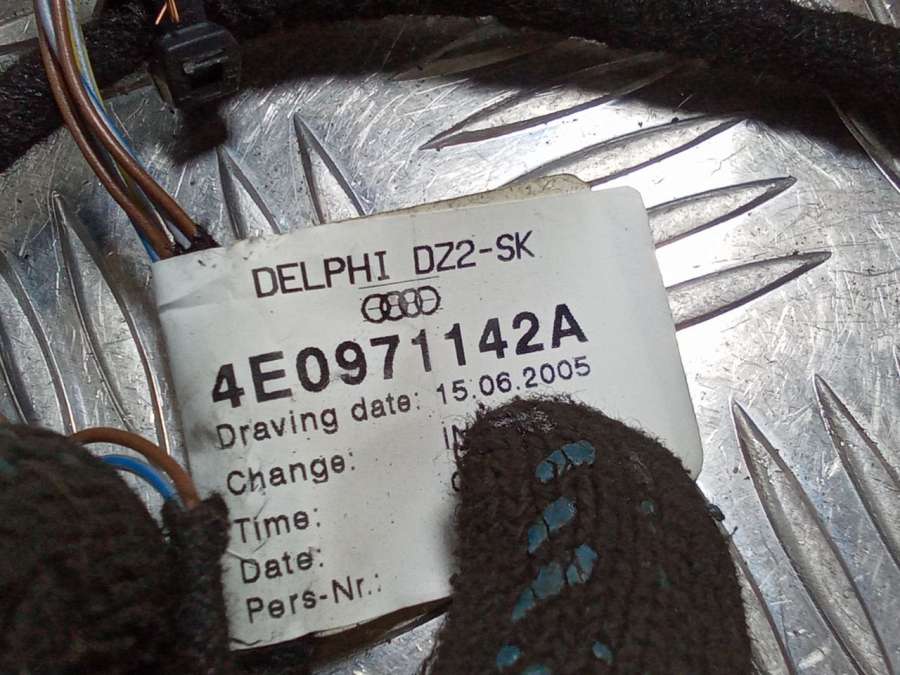 DELPHI DZ2-SK
4E0971142A
Draving date: 15.06.2005
Change:
Time:
Date:
Pers-Nr.: